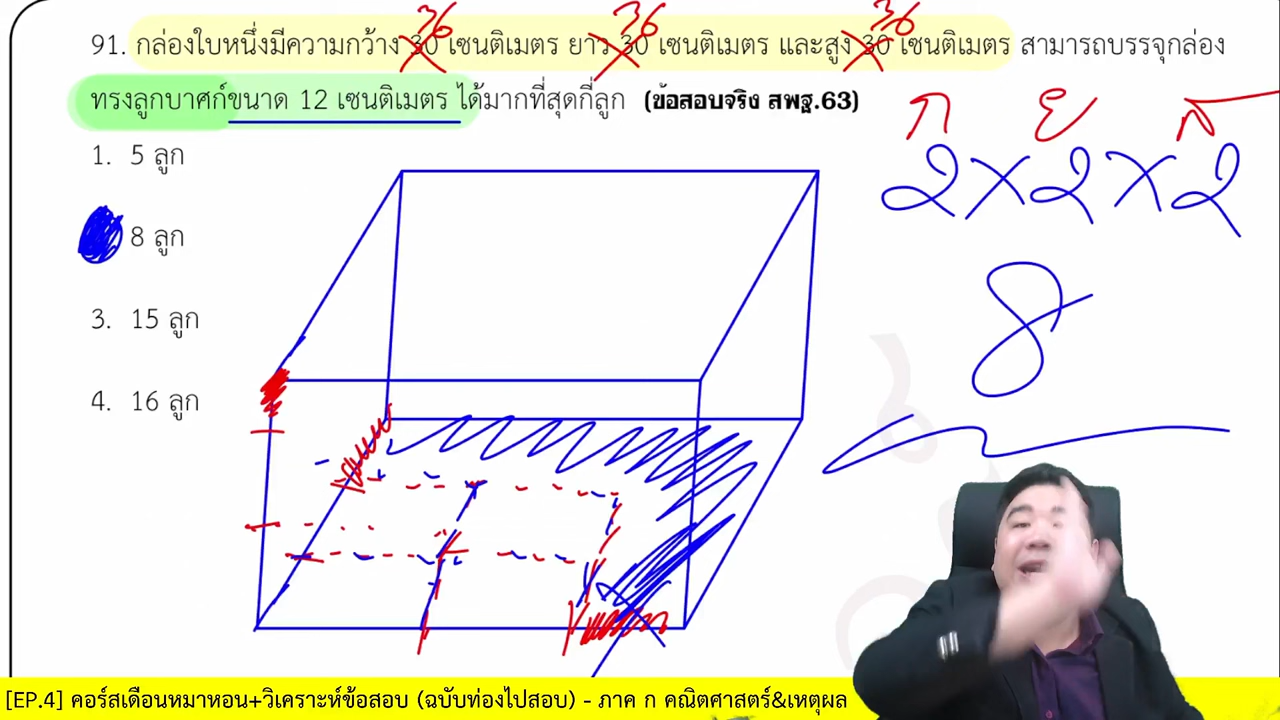 36 36 36
91. กล่องใบหนึ่งมีความกว้าง 30 เซนติเมตร ยาว 30 เซนติเมตร และสูง 30 เซนติเมตร สามารถบรรจุกล่อง
ทรงลูกบาศก์ขนาด 12 เซนติเมตร ได้มากที่สุดกี่ลูก (ข้อสอบจริง สพฐ.63)
ก ย ส
2×2×2
1. 5 ลูก
8 ลูก
8
3. 15 ลูก
4. 16 ลูก
[EP.4] คอร์สเดือนหมาหอน+วิเคราะห์ข้อสอบ (ฉบับท่องไปสอบ) - ภาค ก คณิตศาสตร์&เหตุผล